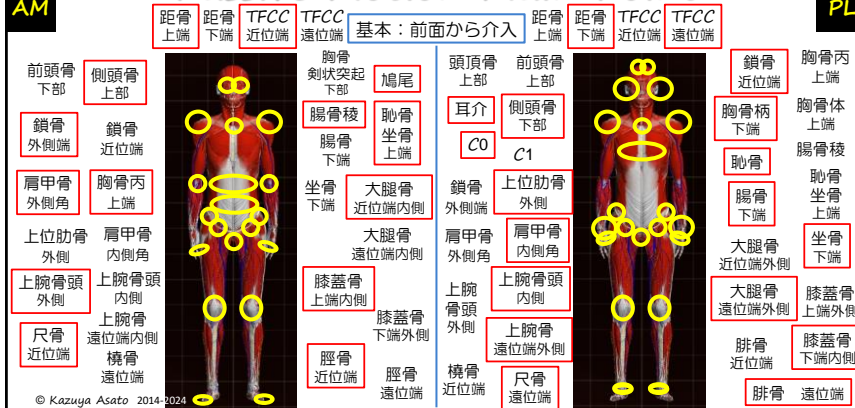 AM
PL
距骨
上端
距骨
下端
TFCC
近位端
TFCC
遠位端
基本：前面から介入
距骨
上端
距骨
下端
TFCC
近位端
TFCC
遠位端
前頭骨
下部
側頭骨
上部
鎖骨
外側端
鎖骨
近位端
肩甲骨
外側角
胸骨丙
上端
上位肋骨
外側
肩甲骨
内側角
上腕骨頭
外側
上腕骨頭
内側
尺骨
近位端
上腕骨
遠位端内側
橈骨
遠位端
胸骨
剣状突起
下部
鳩尾
腸骨稜
恥骨
坐骨
上端
腸骨
下端
坐骨
下端
大腿骨
近位端内側
大腿骨
遠位端内側
膝蓋骨
上端内側
膝蓋骨
下端外側
脛骨
近位端
脛骨
遠位端
頭頂骨
上部
前頭骨
上部
耳介
側頭骨
下部
C0
C1
鎖骨
外側端
上位肋骨
外側
肩甲骨
外側角
肩甲骨
内側角
上腕
骨頭
外側
上腕骨頭
内側
上腕骨
遠位端外側
橈骨
近位端
尺骨
遠位端
鎖骨
近位端
胸骨丙
上端
胸骨柄
下端
胸骨体
上端
恥骨
腸骨稜
腸骨
下端
恥骨
坐骨
上端
大腿骨
近位端外側
坐骨
下端
大腿骨
遠位端外側
膝蓋骨
上端外側
腓骨
近位端
膝蓋骨
下端内側
腓骨 遠位端
© Kazuya Asato 2014-2024